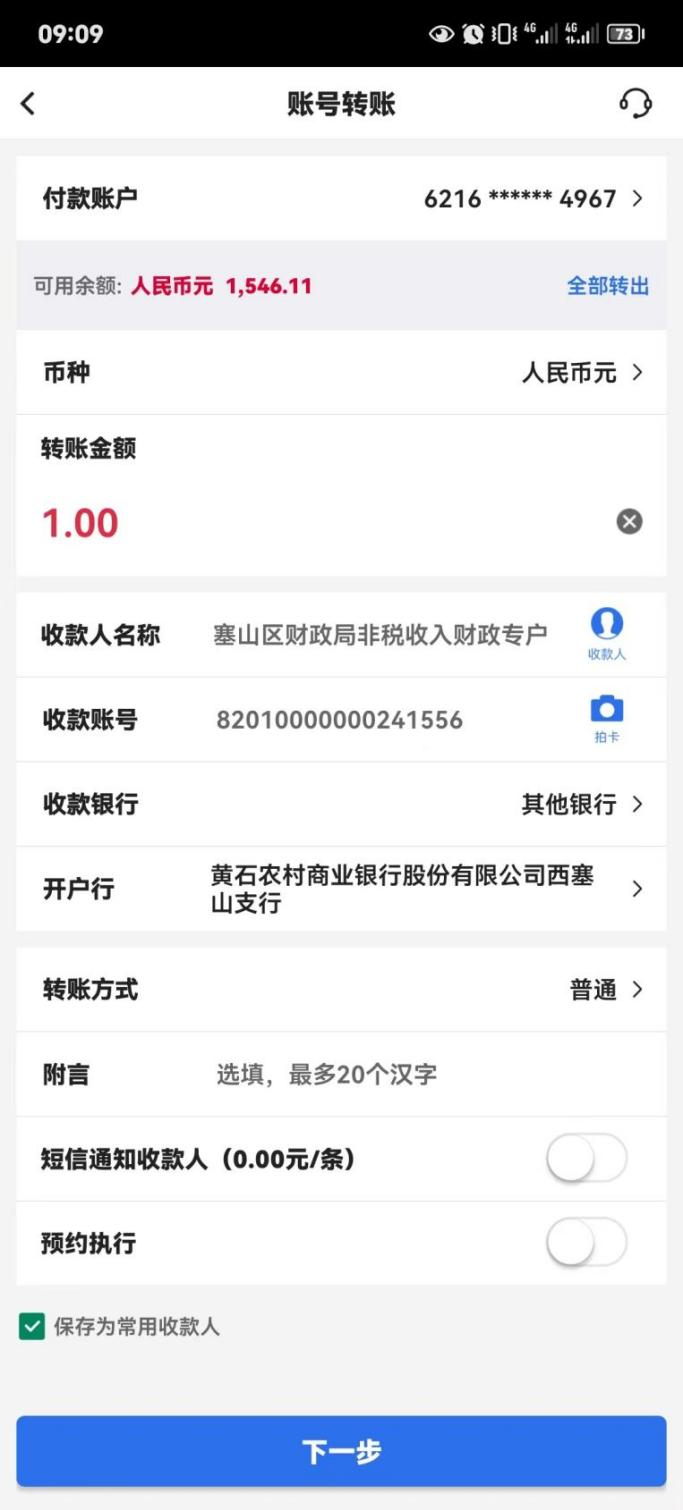 09:09
4G
4G
73
账号转账
付款账户 6216 ****** 4967
可用余额: 人民币元 1,546.11 全部转出
币种 人民币元
转账金额
1.00
收款人名称 塞山区财政局非税收入财政专户
收款人
收款账号 82010000000241556
拍卡
收款银行 其他银行
开户行 黄石农村商业银行股份有限公司西塞
山支行
转账方式 普通
附言 选填，最多20个汉字
短信通知收款人（0.00元/条）
预约执行
保存为常用收款人
下一步